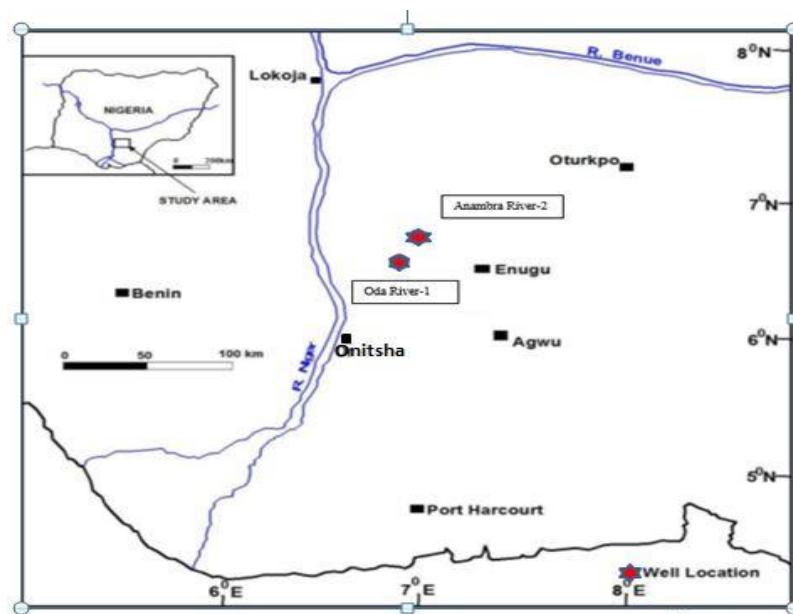 8⁰N
R. Benue
Lokoja
NIGERIA
0 200km
STUDY AREA
Oturkpo
7⁰N
Anambra River-2
Enugu
Oda River-1
Benin
0 50 100 km
R. Niger
Onitsha
Agwu
6⁰N
5⁰N
Port Harcourt
Well Location
6⁰E
7⁰E
8⁰E